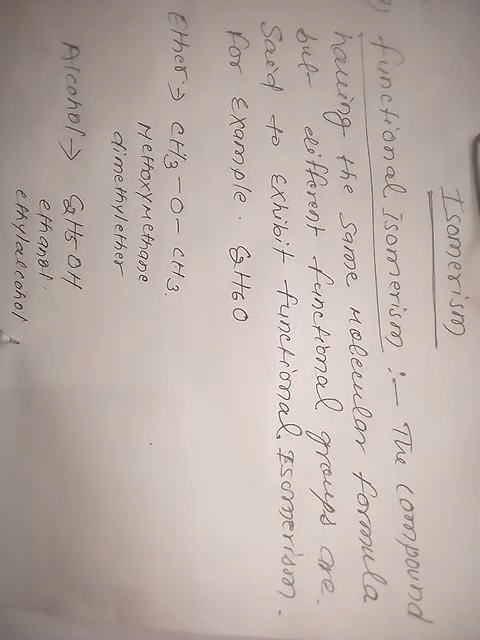 Isomerism
functional Isomerism :- The compound
having the same molecular formula
but different functional groups are.
Said to exhibit functional Isomerism.
For Example. C2H6O
Ether → CH3-O-CH3.
Methoxymethane
dimethylether
Alcohol → C2H5OH
ethanol.
ethylalcohol